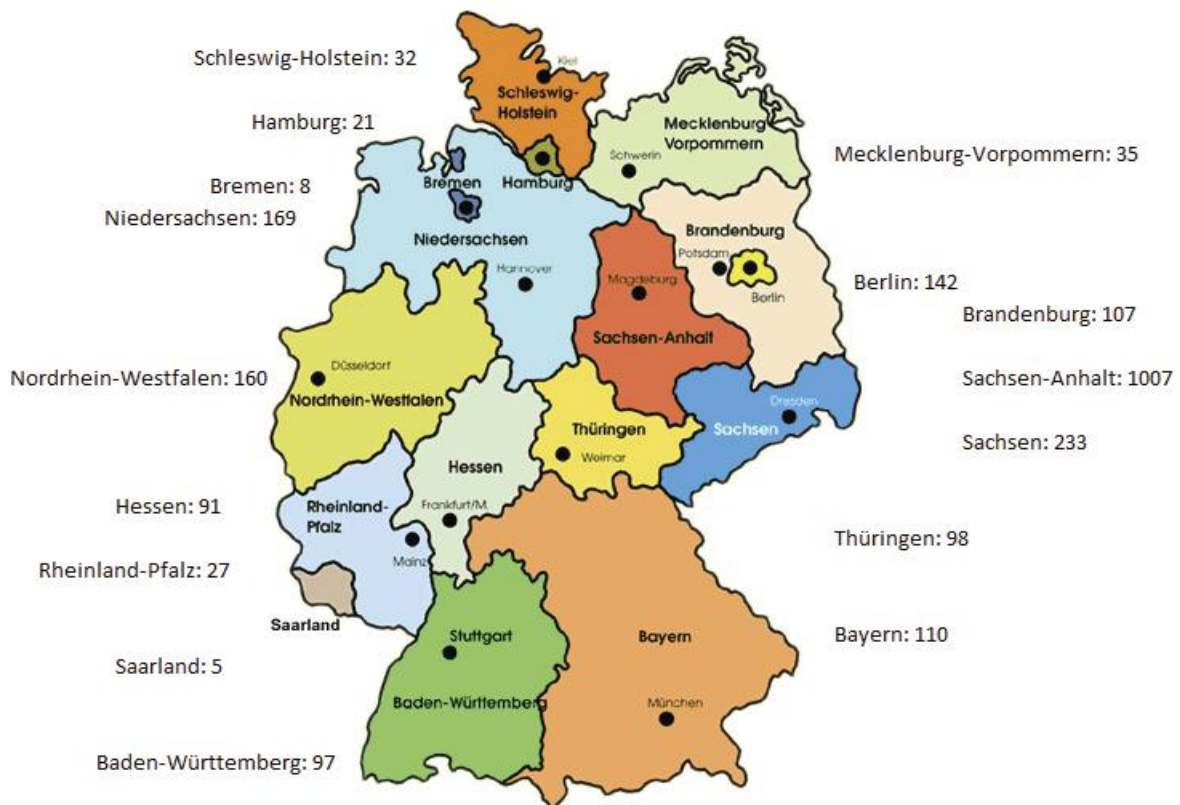 Schleswig-Holstein: 32
Kiel
Schleswig-
Holstein
Hamburg: 21
Mecklenburg
Vorpommern
Mecklenburg-Vorpommern: 35
Schwerin
Bremen: 8
Bremen
Hamburg
Niedersachsen: 169
Niedersachsen
Hannover
Brandenburg
Potsdam
Berlin
Berlin: 142
Magdeburg
Sachsen-Anhalt
Brandenburg: 107
Nordrhein-Westfalen: 160
Düsseldorf
Nordrhein-Westfalen
Sachsen-Anhalt: 1007
Dresden
Sachsen
Sachsen: 233
Thüringen
Weimar
Hessen
Frankfurt/M.
Hessen: 91
Rheinland-
Pfalz
Mainz
Thüringen: 98
Rheinland-Pfalz: 27
Saarland
Stuttgart
Baden-Württemberg
Bayern
München
Bayern: 110
Saarland: 5
Baden-Württemberg: 97